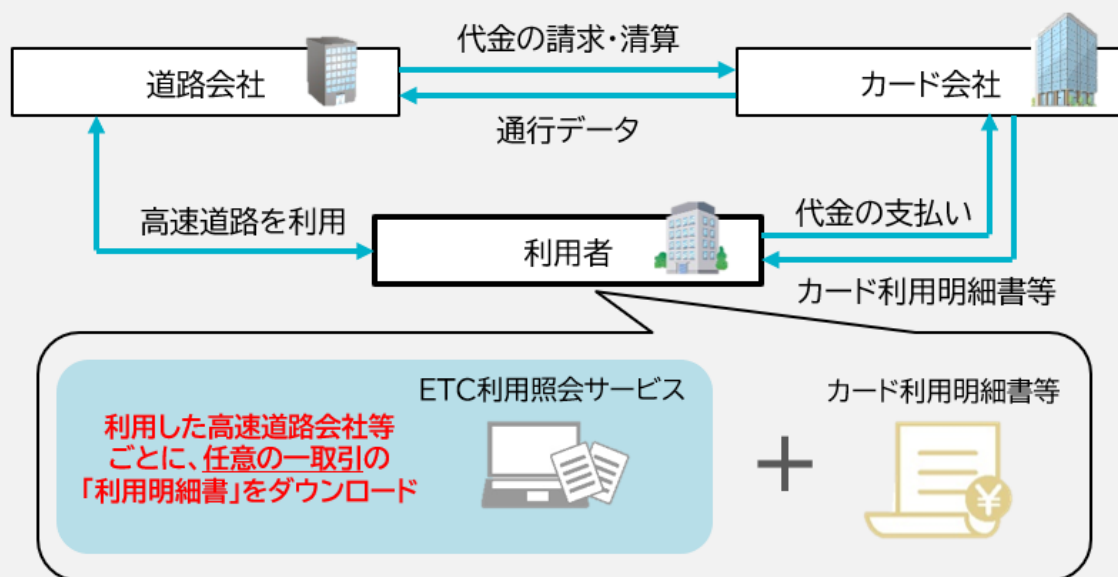 代金の請求・清算
道路会社
カード会社
通行データ
高速道路を利用
代金の支払い
利用者
カード利用明細書等
ETC利用照会サービス
カード利用明細書等
利用した高速道路会社等
ごとに、任意の一取引の
「利用明細書」をダウンロード
+
¥